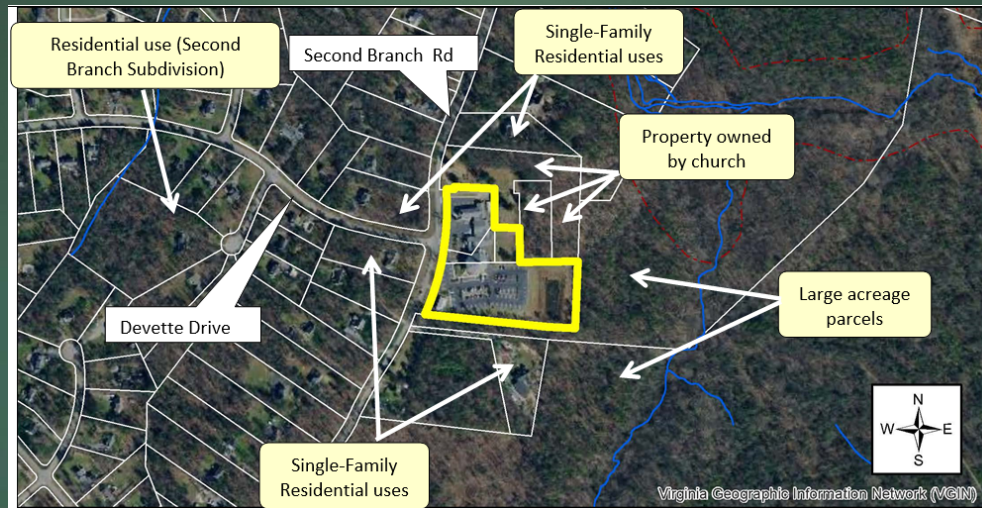 Residential use (Second
Branch Subdivision)
Second Branch  Rd
Single-Family
Residential uses
Property owned
by church
Large acreage
parcels
Devette Drive
Single-Family
Residential uses
N
W
E
S
Virginia Geographic Information Network (VGIN)